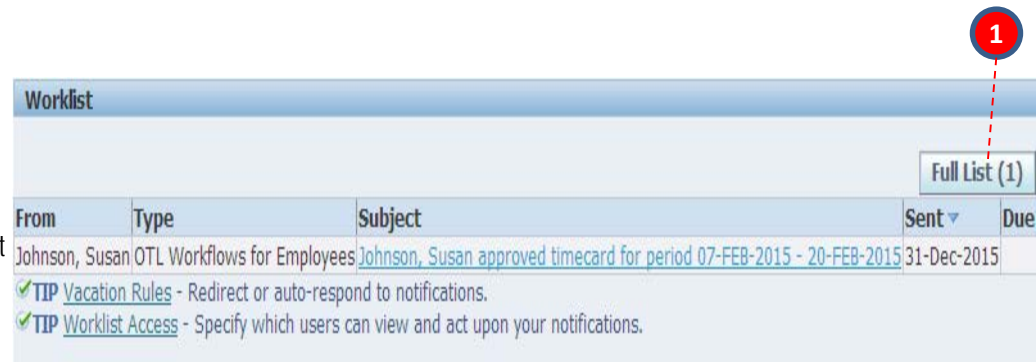 1
Worklist
Full List (1)
From Type Subject Sent Due
t Johnson, Susan OTL Workflows for Employees Johnson, Susan approved timecard for period 07-FEB-2015 - 20-FEB-2015 31-Dec-2015
TIP Vacation Rules - Redirect or auto-respond to notifications.
TIP Worklist Access - Specify which users can view and act upon your notifications.